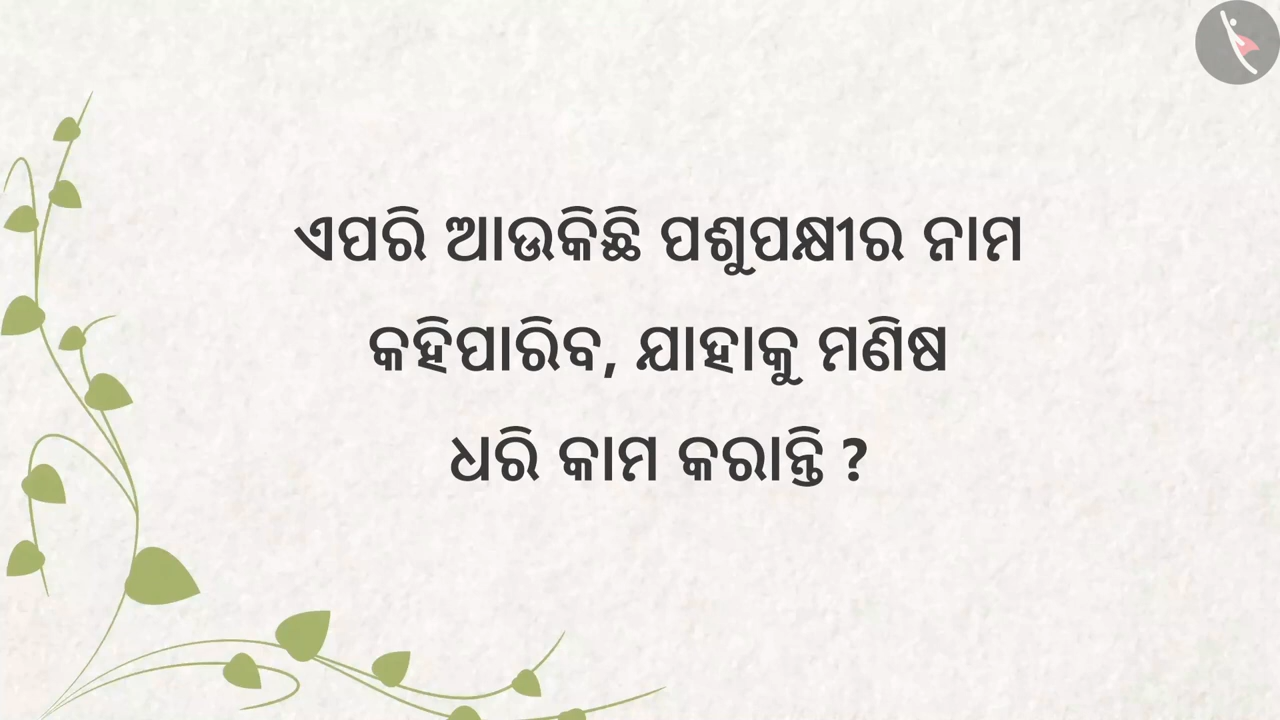 ଏପରି ଆଉକିଛି ପଶୁପକ୍ଷୀର ନାମ
କହିପାରିବ, ଯାହାକୁ ମଣିଷ
ଧରି କାମ କରାନ୍ତି ?